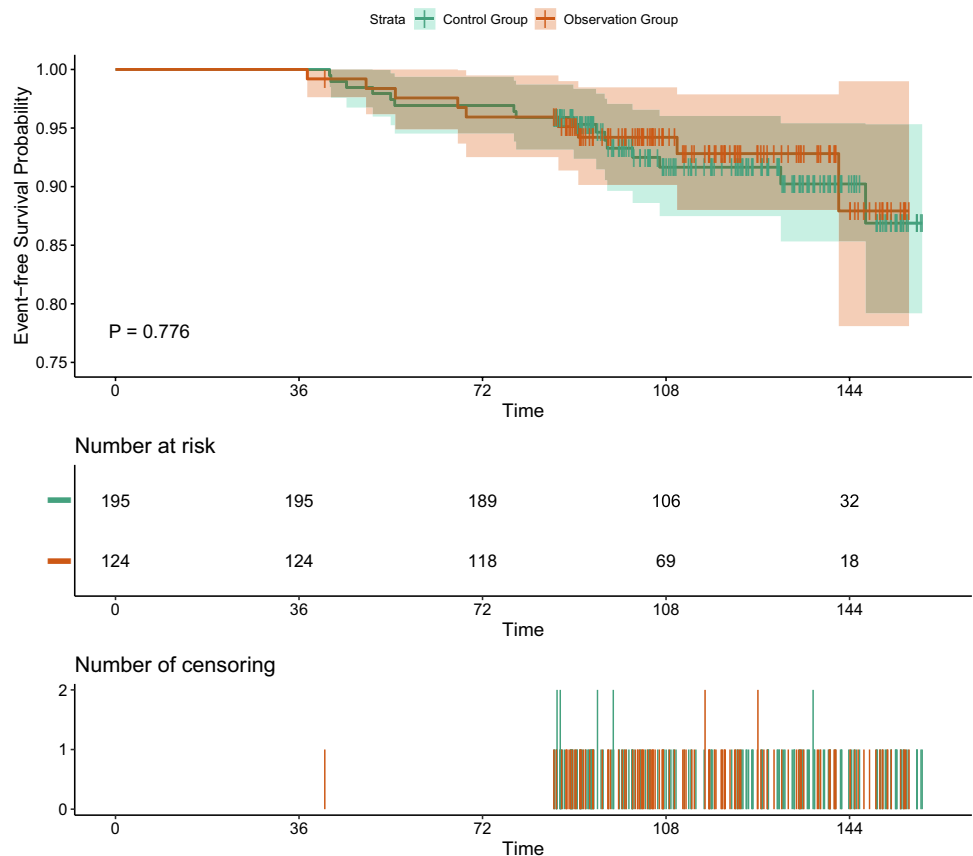 Strata Control Group Observation Group
1.00
0.95
0.90
0.85
0.80
0.75
Event−free Survival Probability
P = 0.776
0 36 72 108 144
Time
Number at risk
195 195 189 106 32
124 124 118 69 18
0 36 72 108 144
Time
Number of censoring
2
1
0
0 36 72 108 144
Time